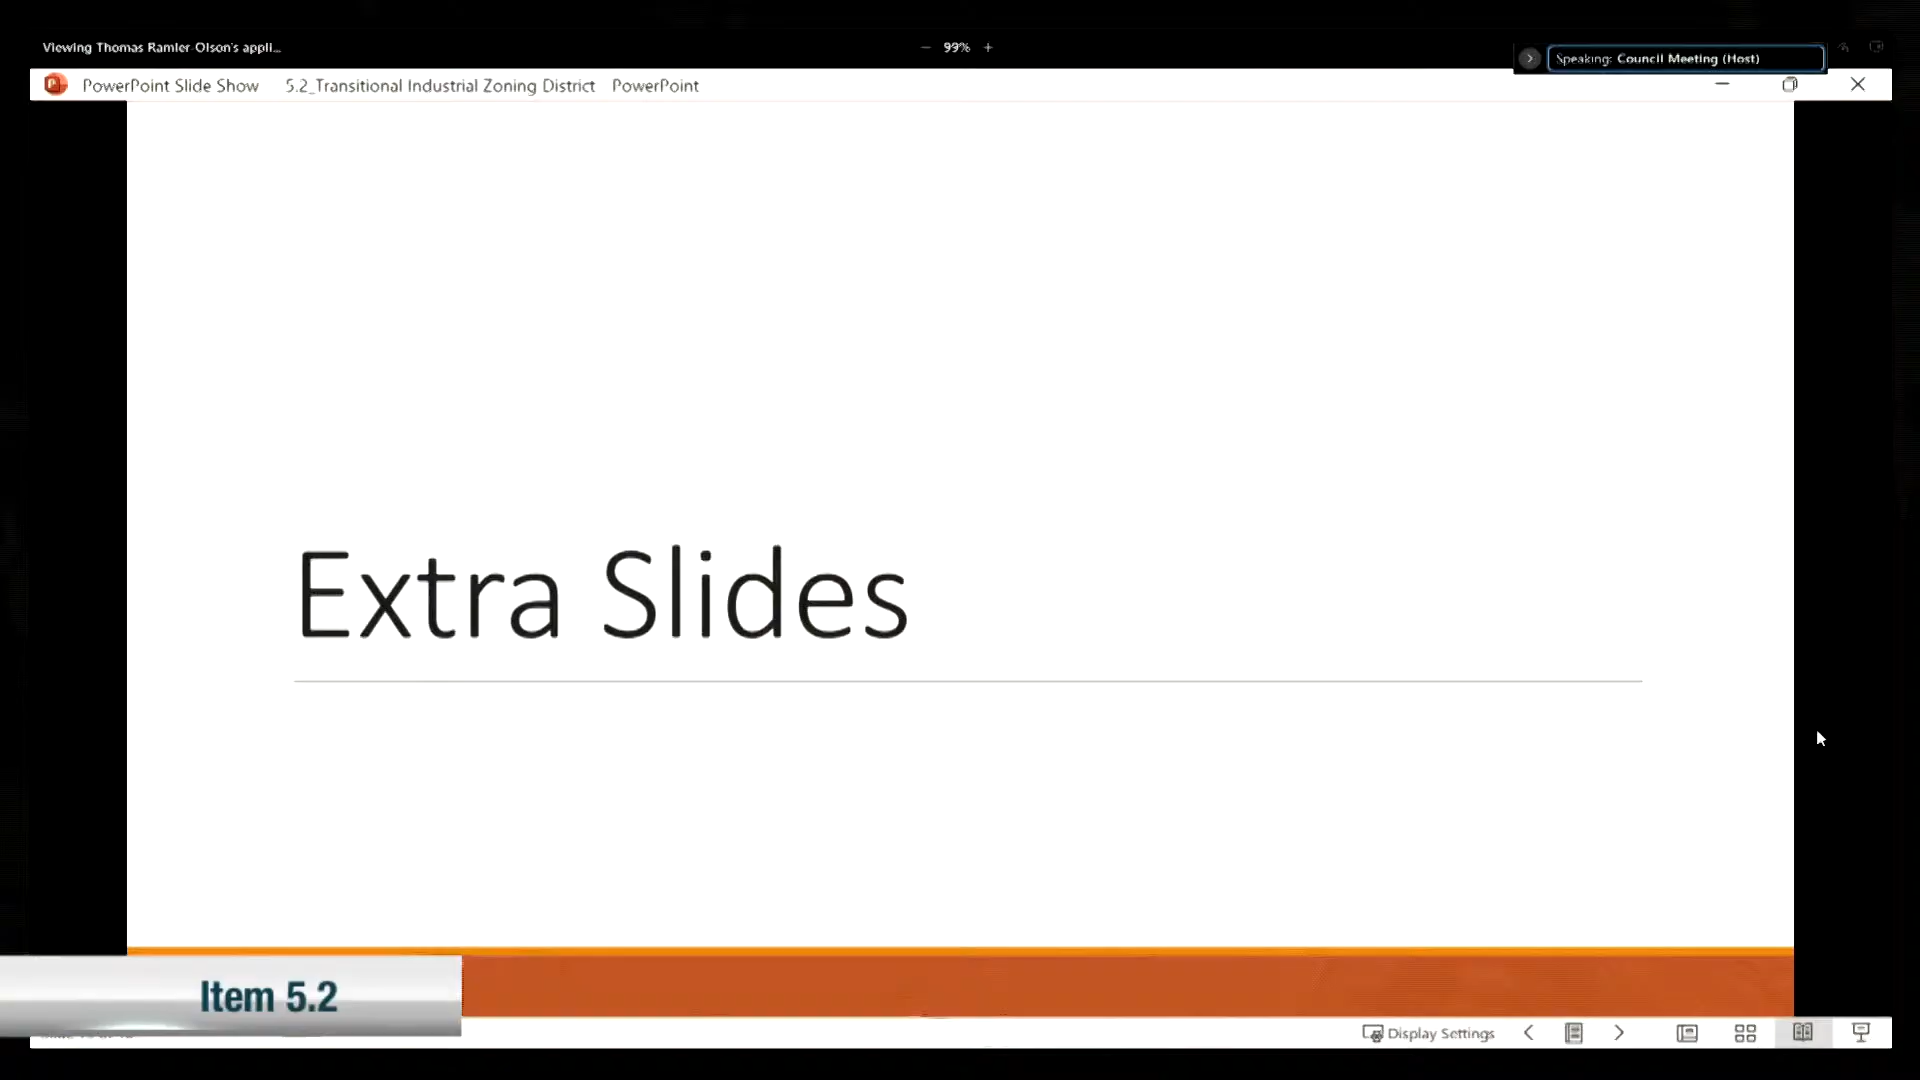 Viewing Thomas Ramler-Olson's appli...
— 99% +
Speaking: Council Meeting (Host)
PowerPoint Slide Show 5.2_Transitional Industrial Zoning District PowerPoint
Extra Slides
Item 5.2
Display Settings